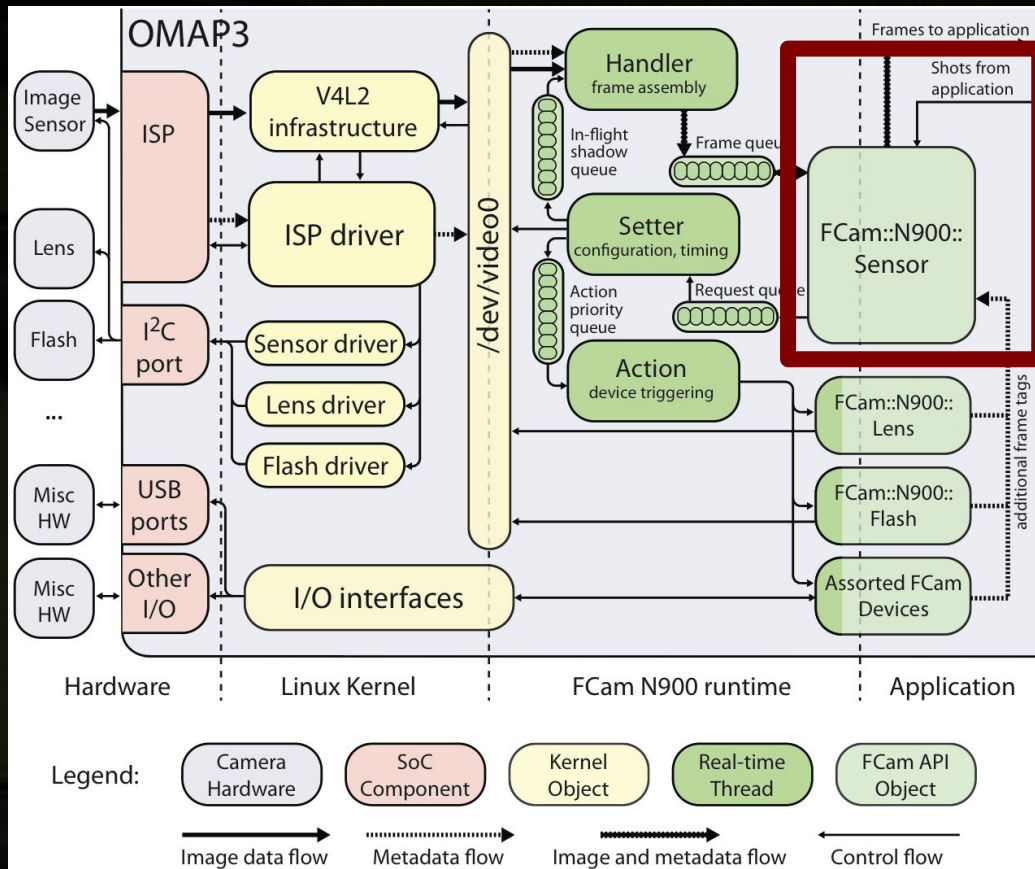 OMAP3
Frames to application
Shots from
application
Image
Sensor
ISP
V4L2
infrastructure
Handler
frame assembly
In-flight
shadow
queue
Frame queu
/dev/video0
Lens
ISP driver
Setter
configuration, timing
FCam::N900::
Sensor
Action
priority
queue
Request queue
Flash
I²C
port
Sensor driver
Lens driver
Flash driver
Action
device triggering
FCam::N900::
Lens
additional frame tags
...
Misc
HW
USB
ports
FCam::N900::
Flash
Misc
HW
Other
I/O
I/O interfaces
Assorted FCam
Devices
Hardware
Linux Kernel
FCam N900 runtime
Application
Legend:
Camera
Hardware
SoC
Component
Kernel
Object
Real-time
Thread
FCam API
Object
Image data flow
Metadata flow
Image and metadata flow
Control flow